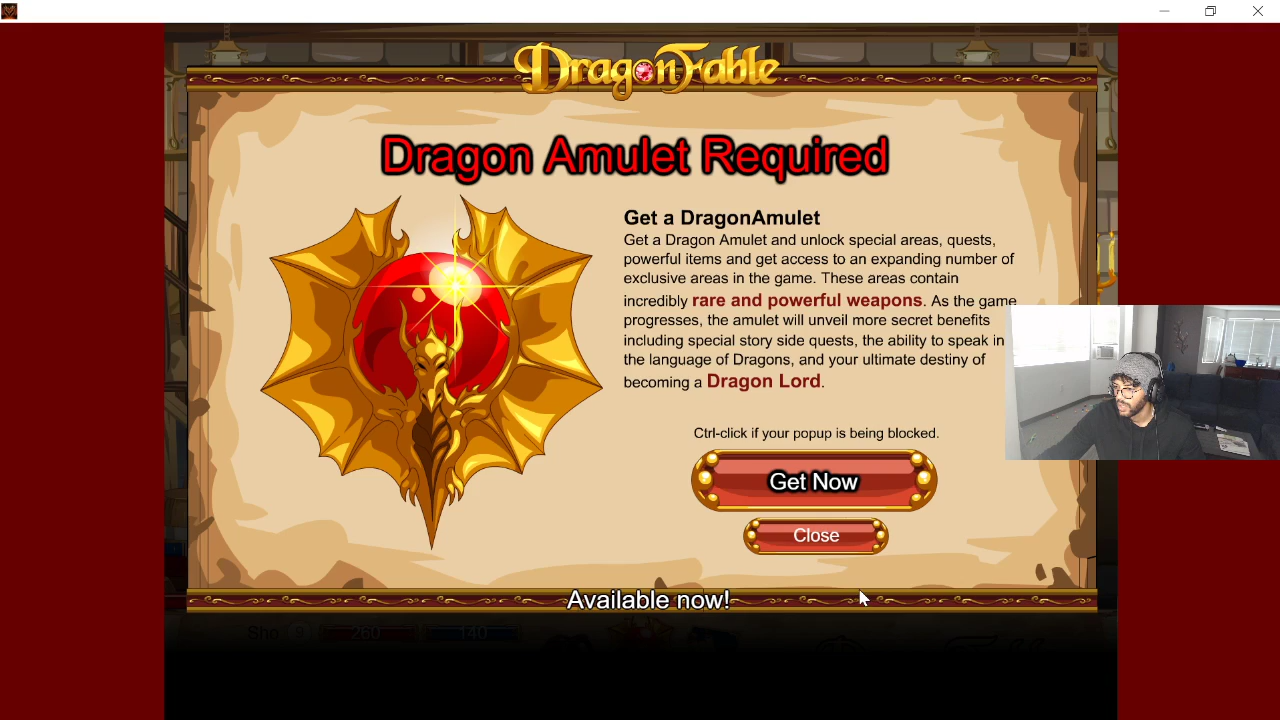 DragonFable
Dragon Amulet Required
Get a DragonAmulet
Get a Dragon Amulet and unlock special areas, quests,
powerful items and get access to an expanding number of
exclusive areas in the game. These areas contain
incredibly rare and powerful weapons. As the game
progresses, the amulet will unveil more secret benefits
including special story side quests, the ability to speak in
the language of Dragons, and your ultimate destiny of
becoming a Dragon Lord.
Ctrl-click if your popup is being blocked.
Get Now
Close
Available now!
Sho 9 260 140